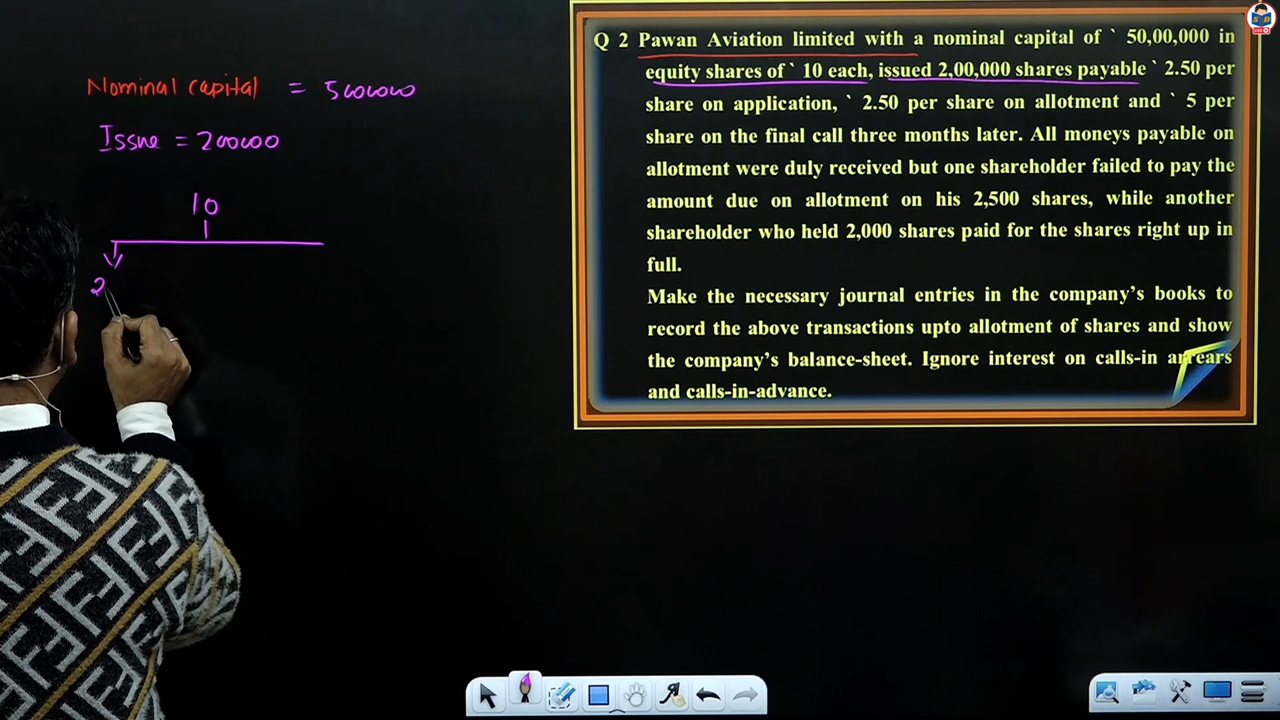 Nominal capital = 5000000
Issue = 200000
10
2
Q 2 Pawan Aviation limited with a nominal capital of ` 50,00,000 in
equity shares of ` 10 each, issued 2,00,000 shares payable ` 2.50 per
share on application, ` 2.50 per share on allotment and ` 5 per
share on the final call three months later. All moneys payable on
allotment were duly received but one shareholder failed to pay the
amount due on allotment on his 2,500 shares, while another
shareholder who held 2,000 shares paid for the shares right up in
full.
Make the necessary journal entries in the company's books to
record the above transactions upto allotment of shares and show
the company's balance-sheet. Ignore interest on calls-in arrears
and calls-in-advance.
SD